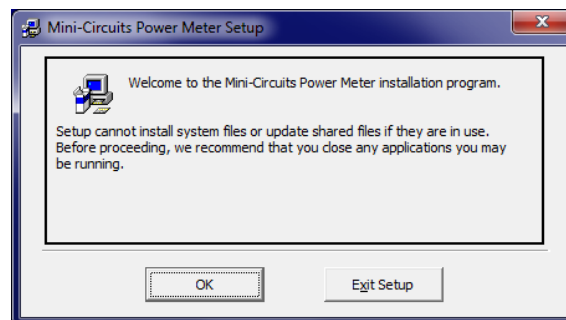 Mini-Circuits Power Meter Setup
Welcome to the Mini-Circuits Power Meter installation program.
Setup cannot install system files or update shared files if they are in use.
Before proceeding, we recommend that you close any applications you may
be running.
OK
Exit Setup